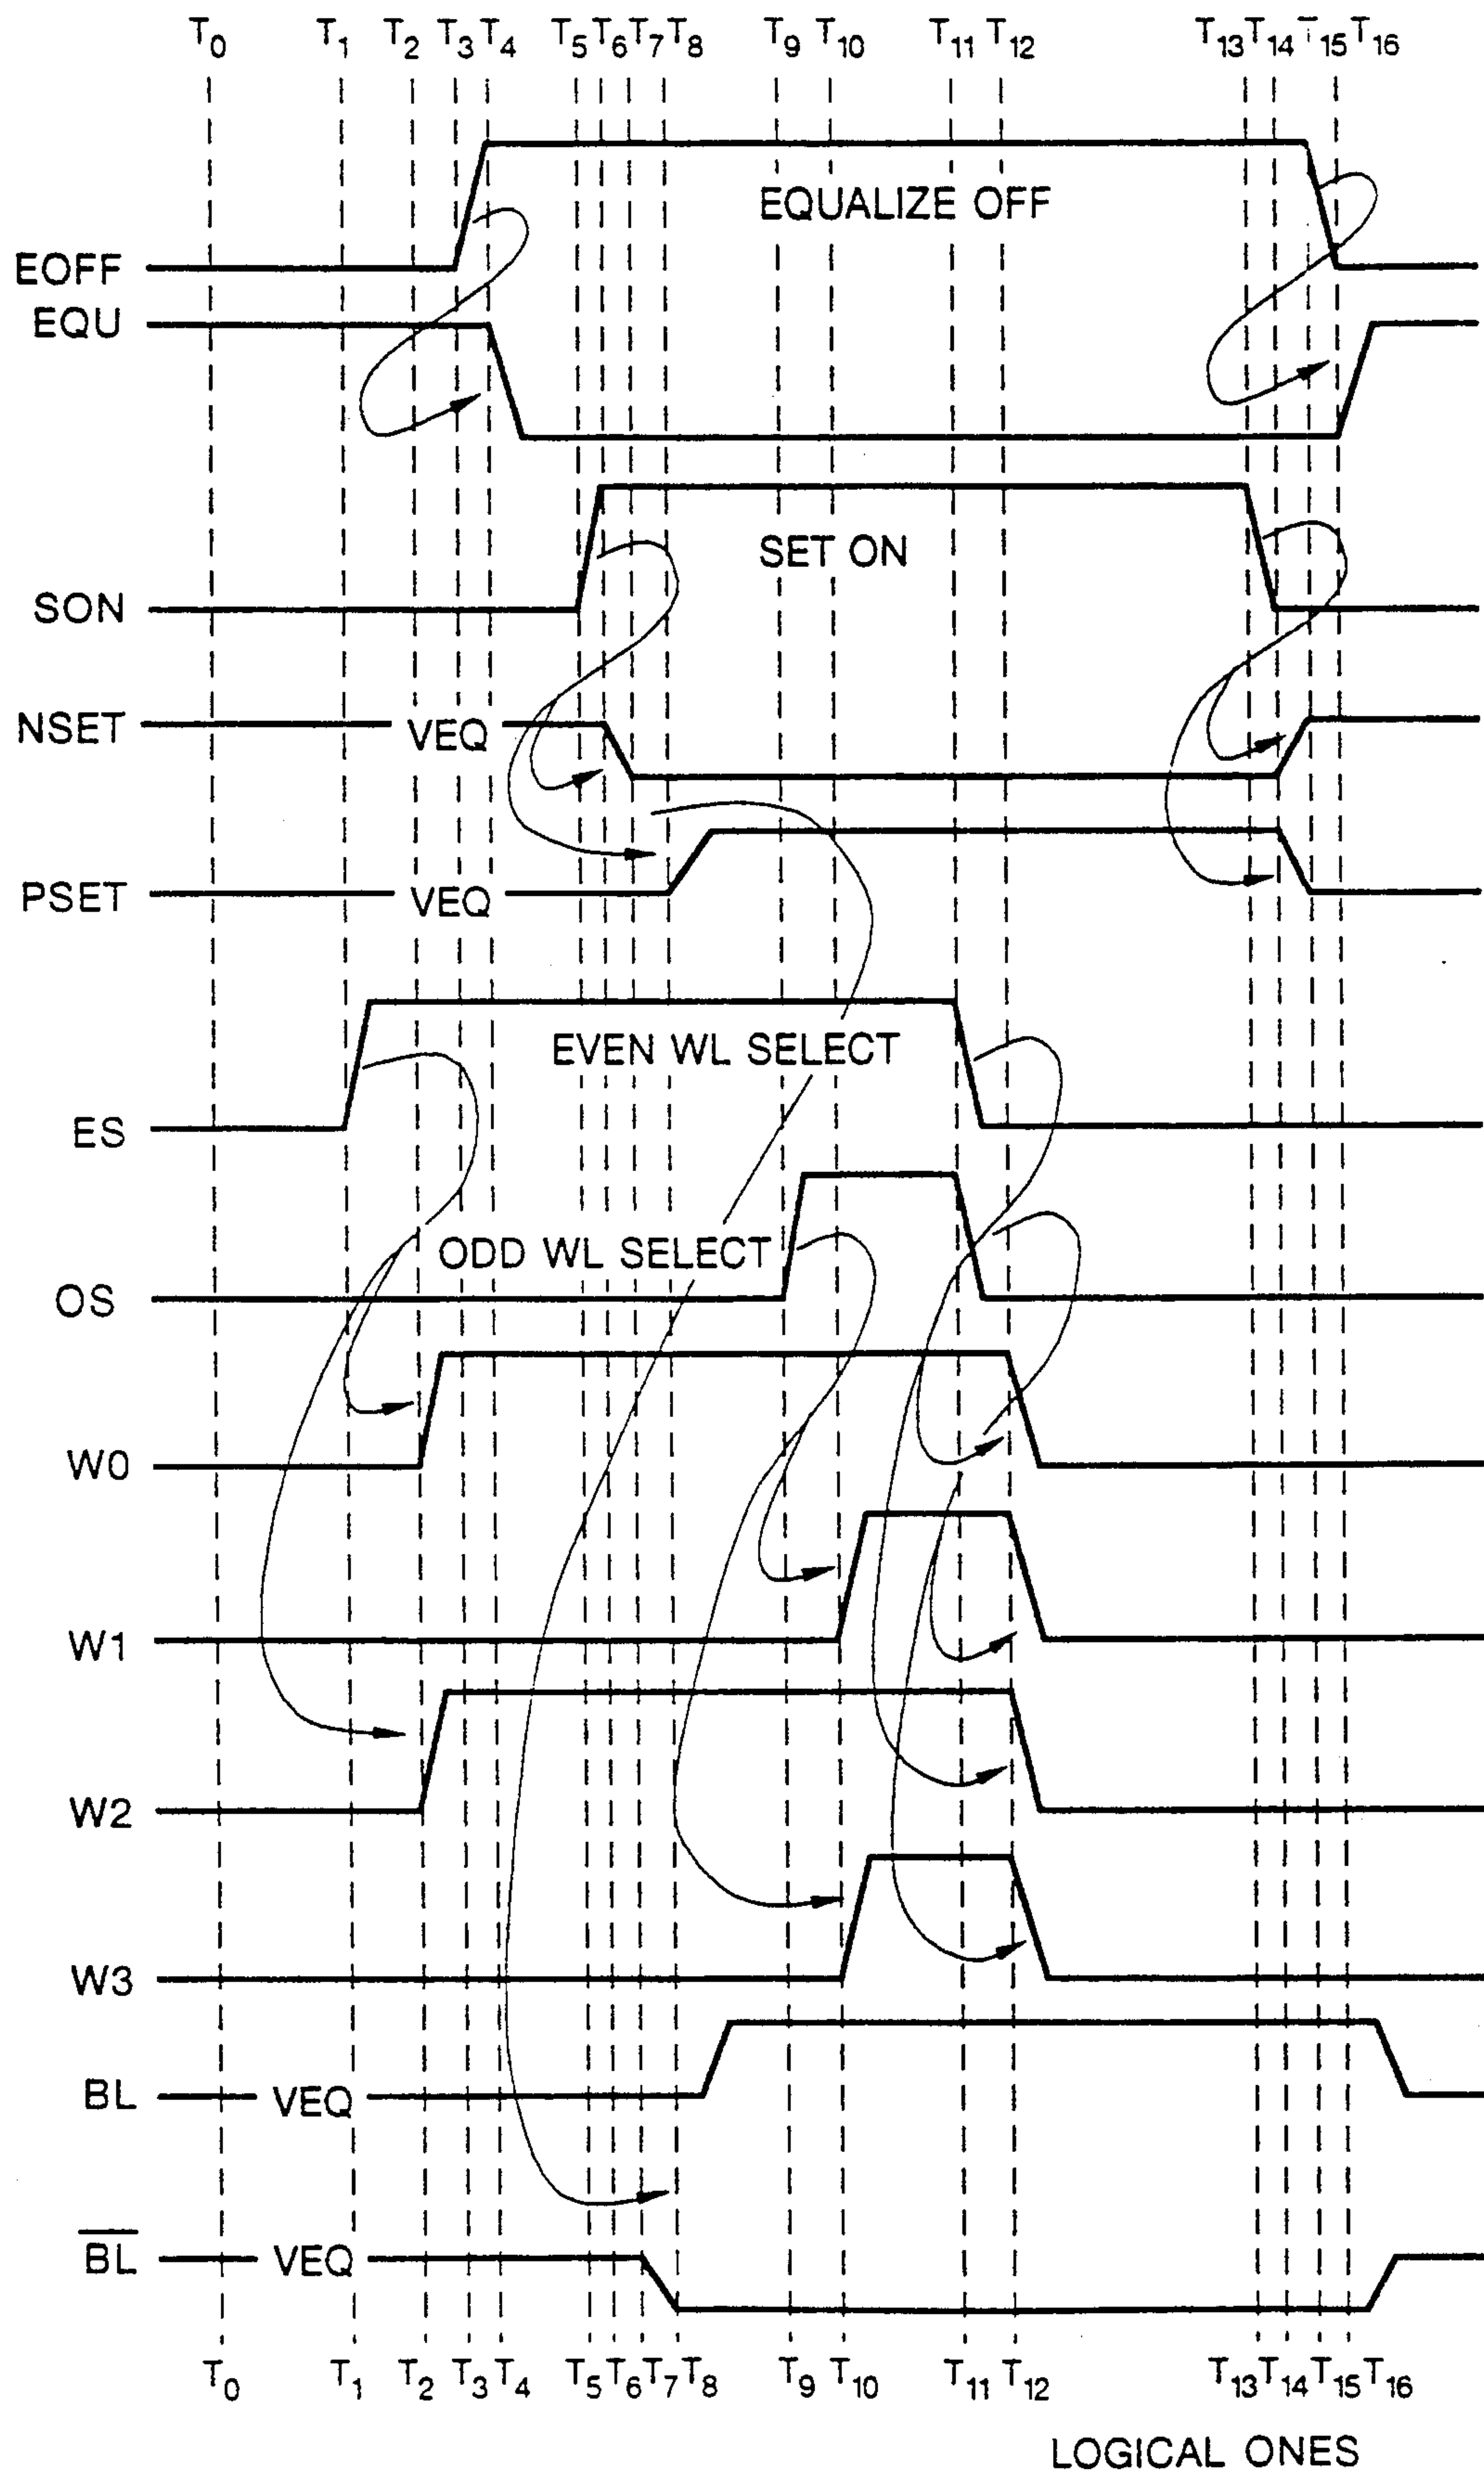 T0 T1 T2 T3 T4 T5 T6 T7 T8 T9 T10 T11 T12 T13 T14 T15 T16
EQUALIZE OFF
EOFF
EQU
SET ON
SON
NSET VEQ
PSET VEQ
EVEN WL SELECT
ES
ODD WL SELECT
OS
W0
W1
W2
W3
BL VEQ
B̅L̅ VEQ
T0 T1 T2 T3 T4 T5 T6 T7 T8 T9 T10 T11 T12 T13 T14 T15 T16
LOGICAL ONES